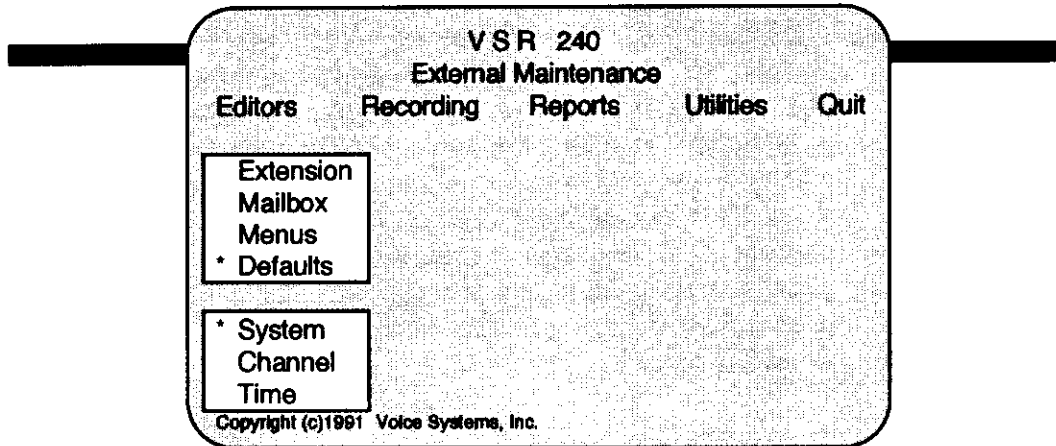 V S R 240
External Maintenance
Editors Recording Reports Utilities Quit
Extension
Mailbox
Menus
* Defaults
* System
Channel
Time
Copyright (c)1991 Voice Systems, Inc.